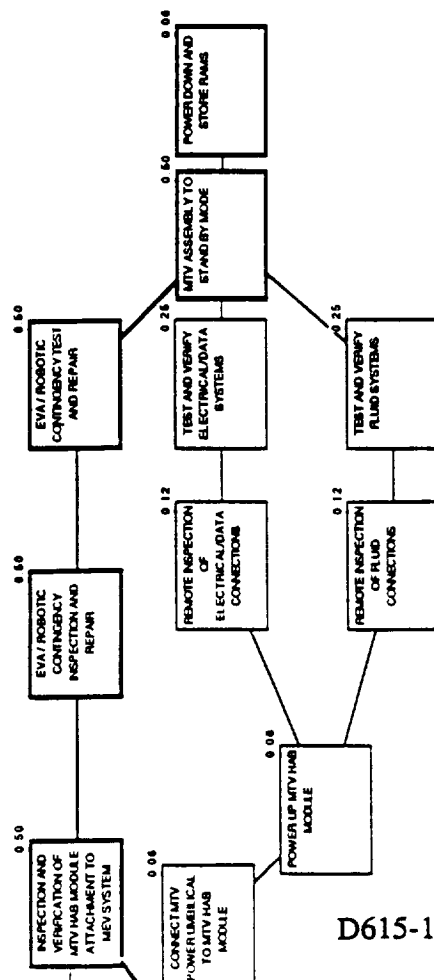 0.50
INSPECTION AND
VERIFICATION OF
MTV HAB MODULE
ATTACHMENT TO
MEV SYSTEM
0.06
CONNECT MTV
POWER UMBILICAL
TO MTV HAB
MODULE
0.06
POWER UP MTV HAB
MODULE
0.50
EVA / ROBOTIC
CONTINGENCY
INSPECTION AND
REPAIR
0.12
REMOTE INSPECTION
OF
ELECTRICAL/DATA
CONNECTIONS
0.12
REMOTE INSPECTION
OF FLUID
CONNECTIONS
0.50
EVA / ROBOTIC
CONTINGENCY TEST
AND REPAIR
0.25
TEST AND VERIFY
ELECTRICAL/DATA
SYSTEMS
0.25
TEST AND VERIFY
FLUID SYSTEMS
0.50
MTV ASSEMBLY TO
STAND BY MODE
0.06
POWER DOWN AND
STORE RAMS
D615-1